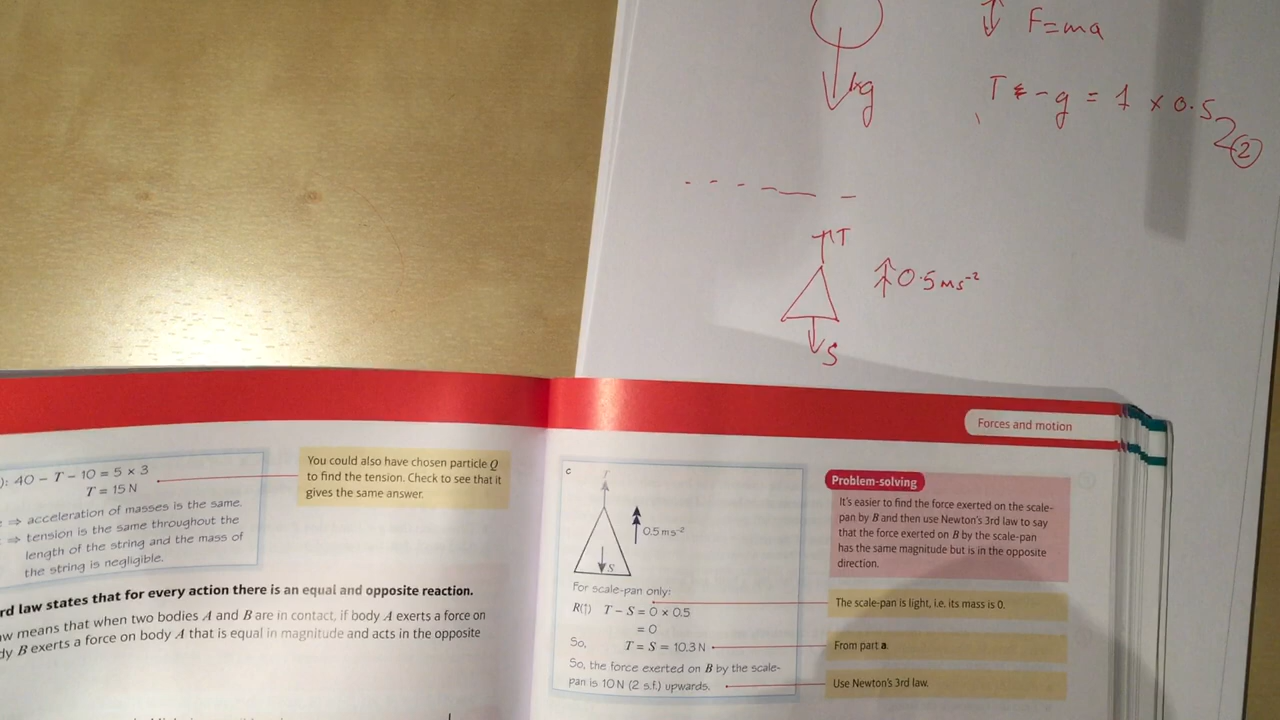 F=ma
1xg
T - g = 1 × 0.5
2
T
0.5ms⁻²
S
Forces and motion
): 40 – T – 10 = 5 × 3
T = 15 N
⇒ acceleration of masses is the same.
⇒ tension is the same throughout the
length of the string and the mass of
the string is negligible.
You could also have chosen particle Q
to find the tension. Check to see that it
gives the same answer.
rd law states that for every action there is an equal and opposite reaction.
aw means that when two bodies A and B are in contact, if body A exerts a force on
dy B exerts a force on body A that is equal in magnitude and acts in the opposite
c
T
0.5 ms⁻²
S
For scale-pan only:
R(↑) T – S = 0 × 0.5
= 0
So, T = S = 10.3 N
So, the force exerted on B by the scale-
pan is 10 N (2 s.f.) upwards.
Problem-solving
It's easier to find the force exerted on the scale-
pan by B and then use Newton's 3rd law to say
that the force exerted on B by the scale-pan
has the same magnitude but is in the opposite
direction.
The scale-pan is light, i.e. its mass is 0.
From part a.
Use Newton's 3rd law.